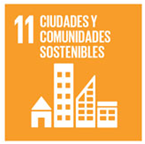 11 CIUDADES Y
COMUNIDADES
SOSTENIBLES